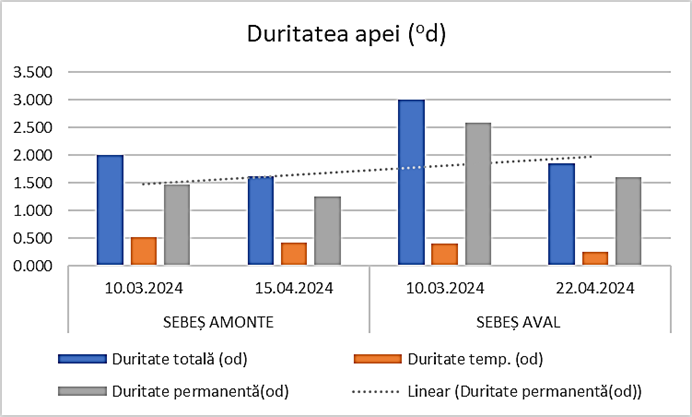 Duritatea apei (ºd)
3.500
3.000
2.500
2.000
1.500
1.000
0.500
0.000
10.03.2024 15.04.2024 10.03.2024 22.04.2024
SEBEȘ AMONTE SEBEȘ AVAL
Duritate totală (od) Duritate temp. (od)
Duritate permanentă(od) Linear (Duritate permanentă(od))